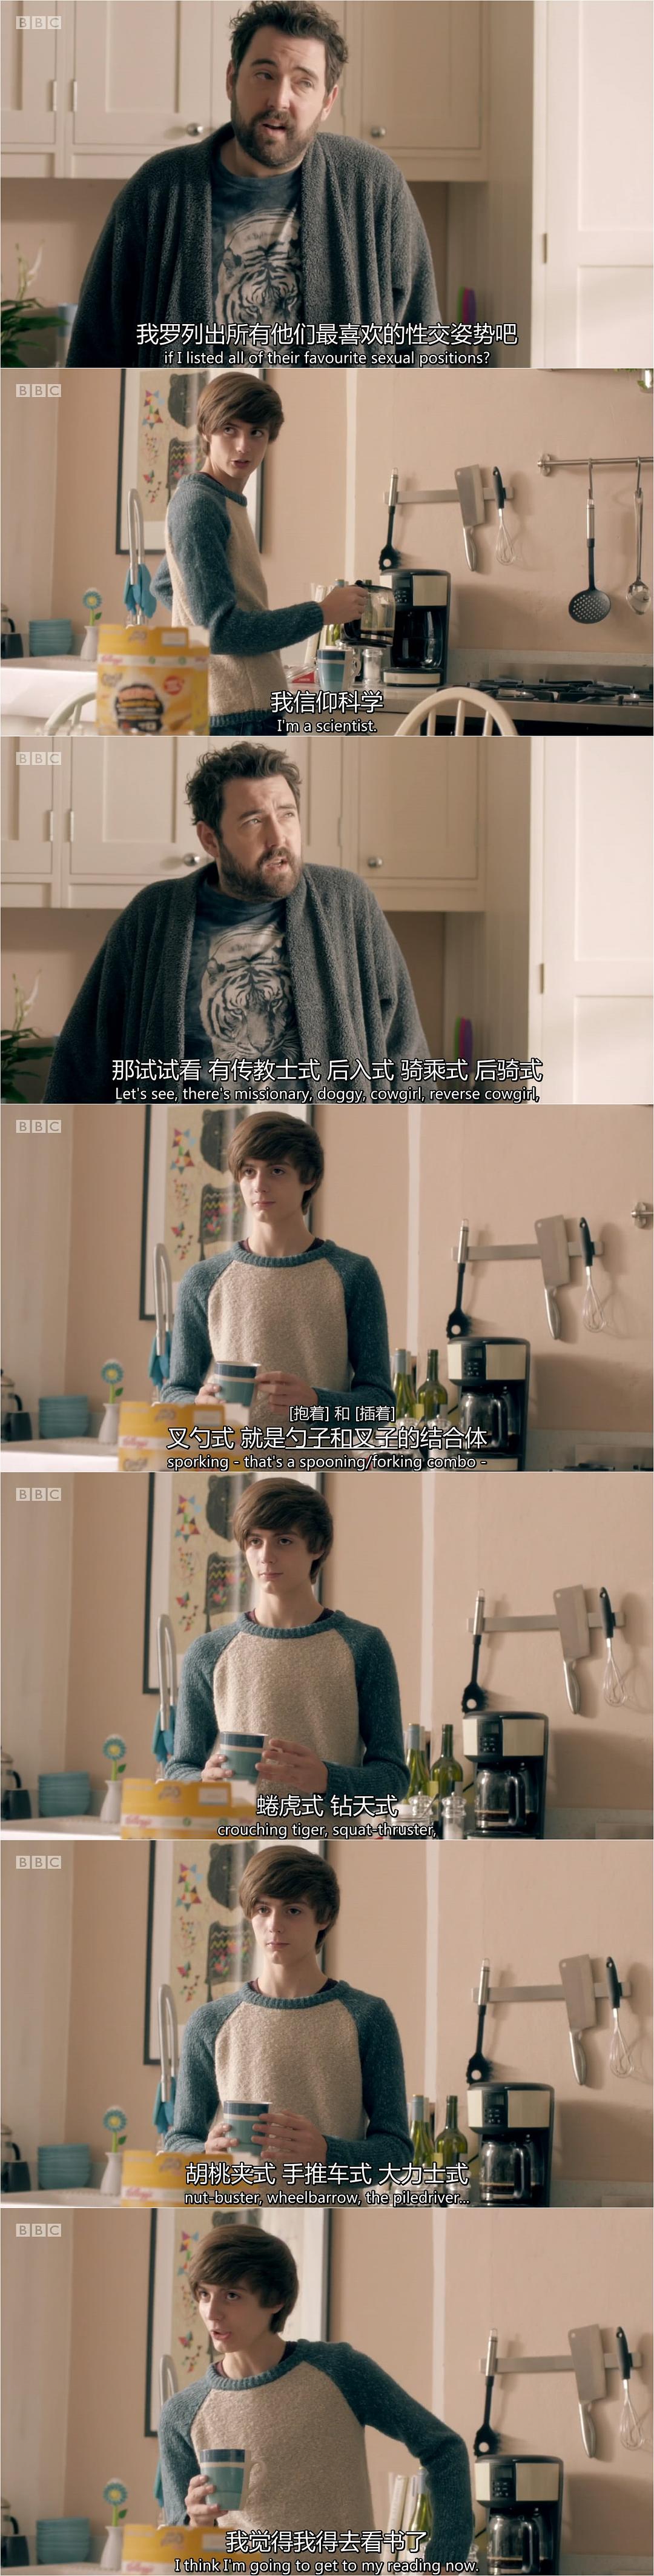 BBC
我罗列出所有他们最喜欢的性交姿势吧
if I listed all of their favourite sexual positions?
BBC
我信仰科学
I'm a scientist.
BBC
那试试看 有传教士式 后入式 骑乘式 后骑式
Let's see, there's missionary, doggy, cowgirl, reverse cowgirl,
BBC
[抱着] 和 [插着]
叉勺式 就是勺子和叉子的结合体
sporking - that's a spooning/forking combo -
BBC
蜷虎式 钻天式
crouching tiger, squat-thruster,
BBC
胡桃夹式 手推车式 大力士式
nut-buster, wheelbarrow, the piledriver...
BBC
我觉得我得去看书了
I think I'm going to get to my reading now.